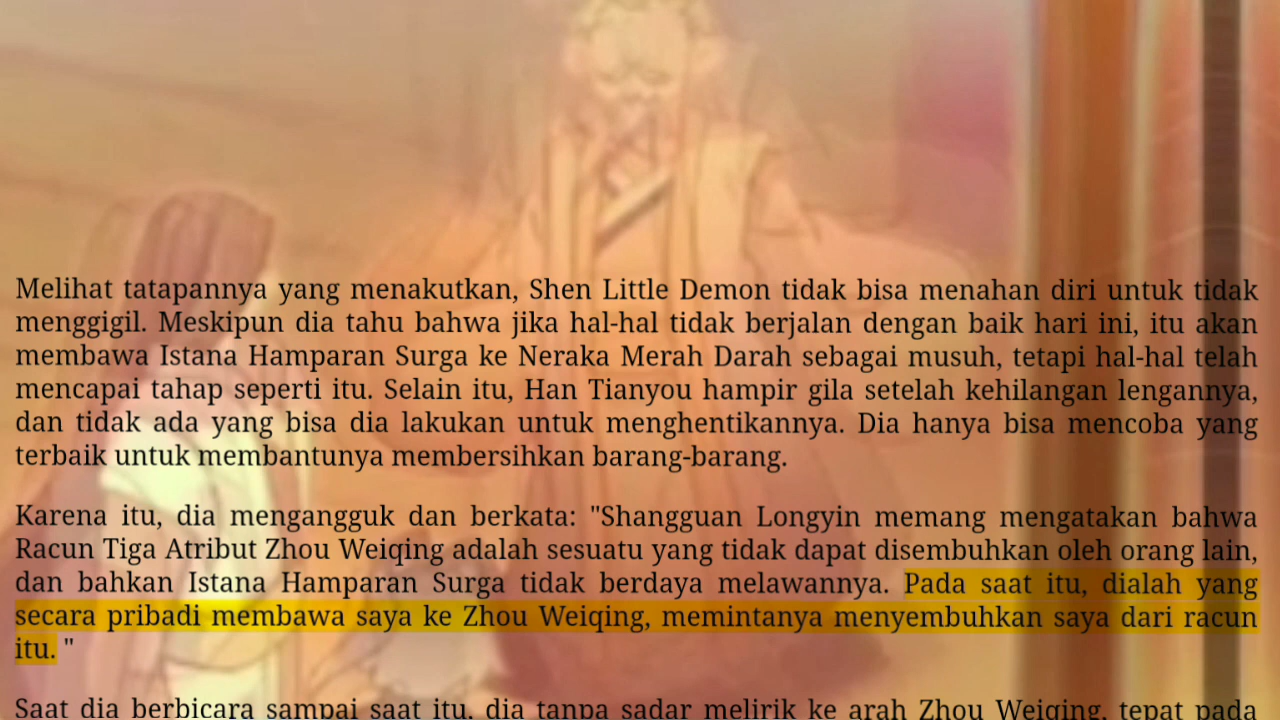 Melihat tatapannya yang menakutkan, Shen Little Demon tidak bisa menahan diri untuk tidak
menggigil. Meskipun dia tahu bahwa jika hal-hal tidak berjalan dengan baik hari ini, itu akan
membawa Istana Hamparan Surga ke Neraka Merah Darah sebagai musuh, tetapi hal-hal telah
mencapai tahap seperti itu. Selain itu, Han Tianyou hampir gila setelah kehilangan lengannya,
dan tidak ada yang bisa dia lakukan untuk menghentikannya. Dia hanya bisa mencoba yang
terbaik untuk membantunya membersihkan barang-barang.
Karena itu, dia mengangguk dan berkata: "Shangguan Longyin memang mengatakan bahwa
Racun Tiga Atribut Zhou Weiqing adalah sesuatu yang tidak dapat disembuhkan oleh orang lain,
dan bahkan Istana Hamparan Surga tidak berdaya melawannya. Pada saat itu, dialah yang
secara pribadi membawa saya ke Zhou Weiqing, memintanya menyembuhkan saya dari racun
itu. "
Saat dia berbicara sampai saat itu, dia tanpa sadar melirik ke arah Zhou Weiqing, tepat pada